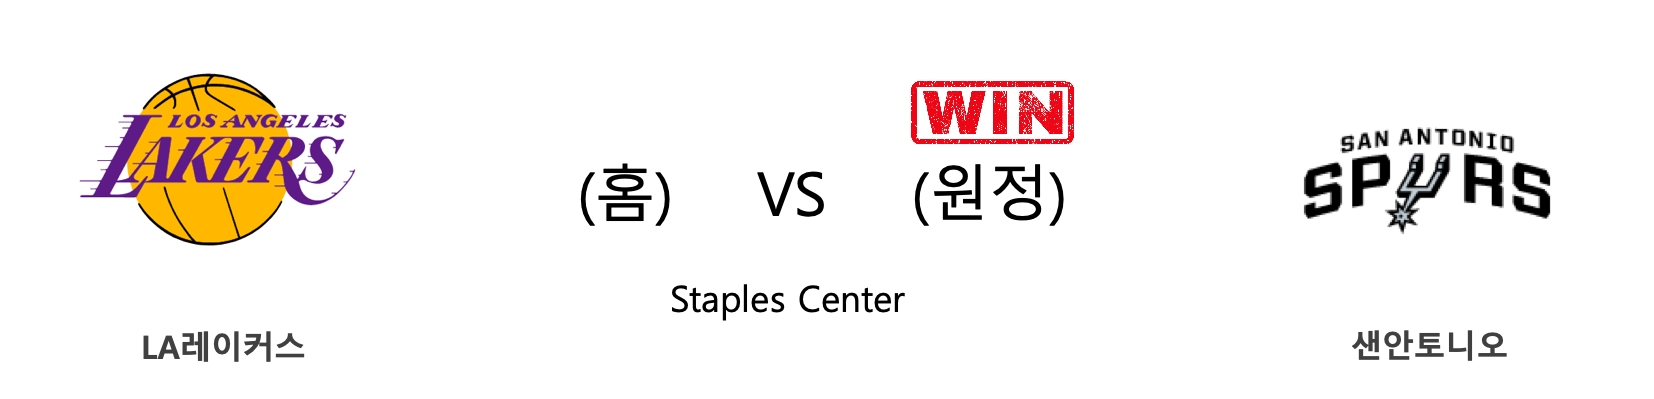 LOS ANGELES
LAKERS
WIN
SAN ANTONIO
SPURS
(홈) VS (원정)
Staples Center
LA레이커스
샌안토니오